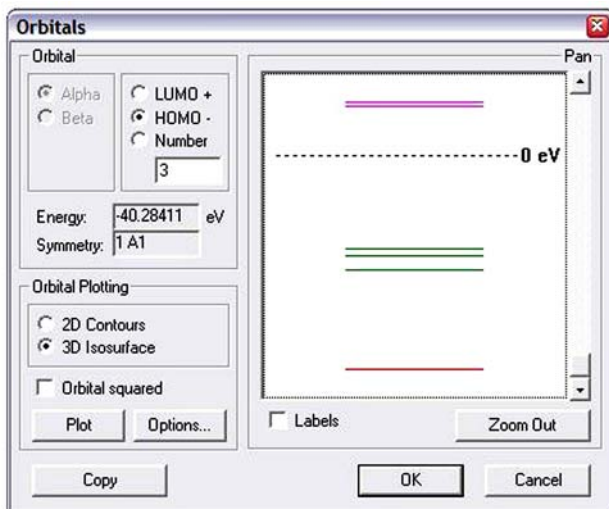 Orbitals
Orbital
Alpha
Beta
LUMO +
HOMO -
Number
3
Energy: -40.28411 eV
Symmetry: 1 A1
Orbital Plotting
2D Contours
3D Isosurface
Orbital squared
Plot Options...
Pan
0 eV
Labels
Zoom Out
Copy OK Cancel